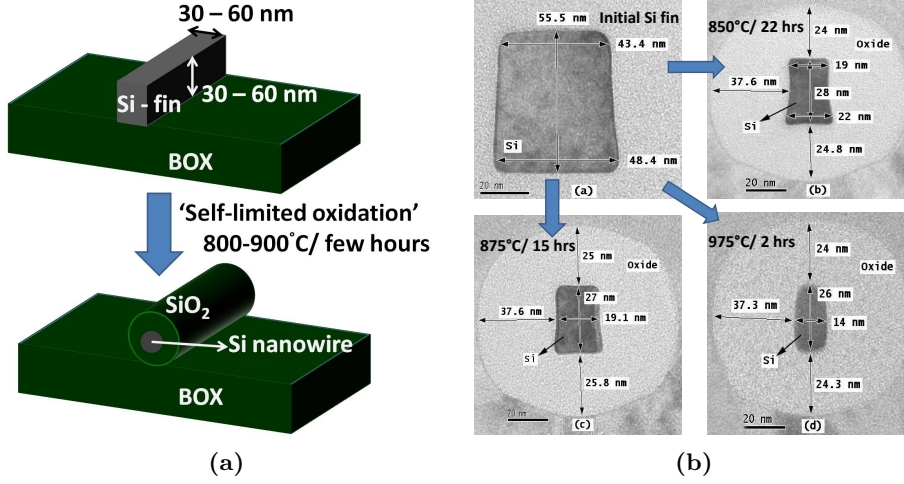 30 – 60 nm
Si - fin
30 – 60 nm
BOX
'Self-limited oxidation'
800-900°C/ few hours
SiO2
Si nanowire
BOX
(a)
55.5 nm
Initial Si fin
43.4 nm
Si
48.4 nm
20 nm
(a)
850°C/ 22 hrs
24 nm
Oxide
19 nm
37.6 nm
28 nm
Si
22 nm
24.8 nm
20 nm
(b)
875°C/ 15 hrs
25 nm
Oxide
27 nm
37.6 nm
19.1 nm
Si
25.8 nm
20 nm
(c)
975°C/ 2 hrs
24 nm
Oxide
26 nm
37.3 nm
14 nm
Si
24.3 nm
20 nm
(d)
(b)